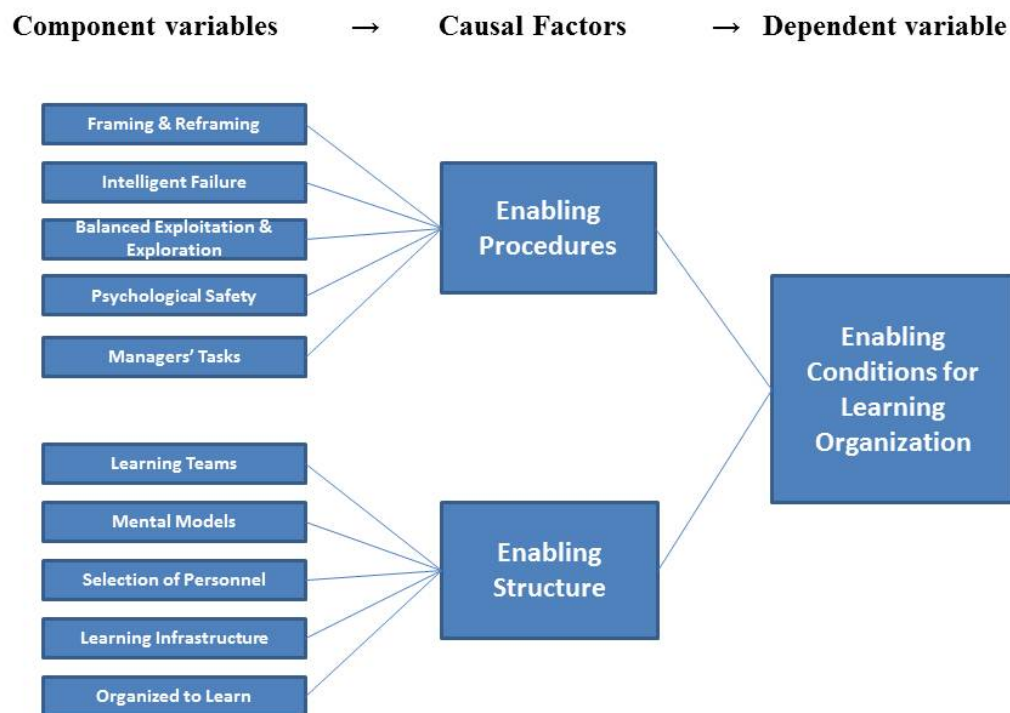 Component variables → Causal Factors → Dependent variable
Framing & Reframing
Intelligent Failure
Balanced Exploitation &
Exploration
Psychological Safety
Managers' Tasks
Enabling
Procedures
Learning Teams
Mental Models
Selection of Personnel
Learning Infrastructure
Organized to Learn
Enabling
Structure
Enabling
Conditions for
Learning
Organization